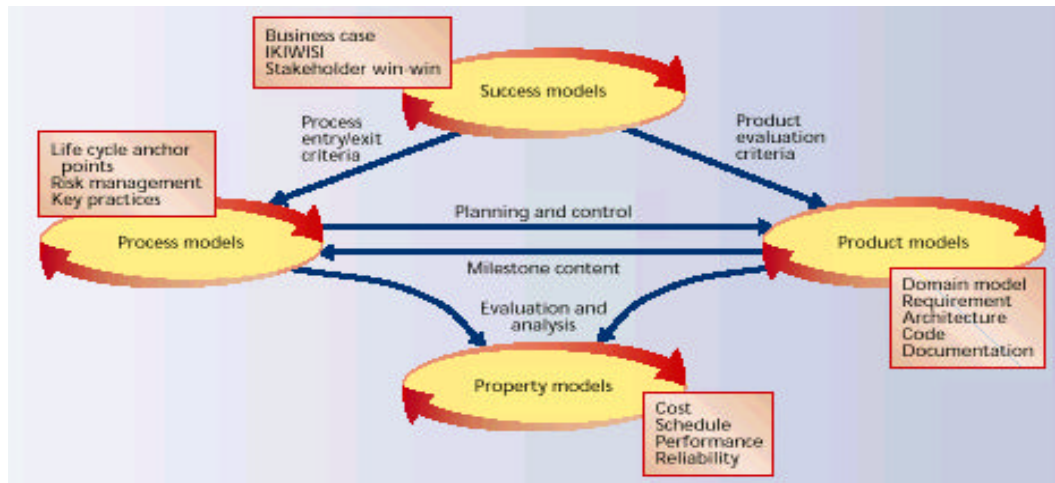 Business case
IKIWISI
Stakeholder win-win
Success models
Process
entry/exit
criteria
Product
evaluation
criteria
Life cycle anchor
points
Risk management
Key practices
Planning and control
Process models
Product models
Milestone content
Evaluation and
analysis
Domain model
Requirement
Architecture
Code
Documentation
Property models
Cost
Schedule
Performance
Reliability